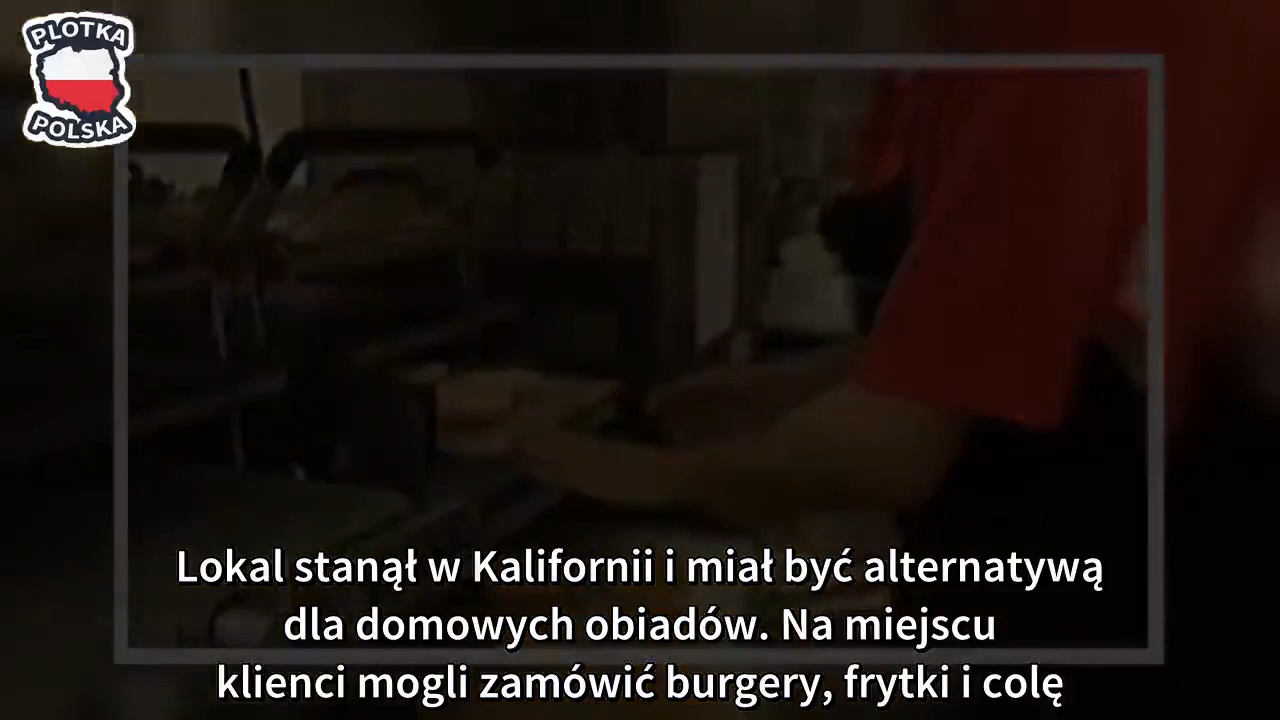 PLOTKA
POLSKA
Lokal stanął w Kalifornii i miał być alternatywą
dla domowych obiadów. Na miejscu
klienci mogli zamówić burgery, frytki i colę